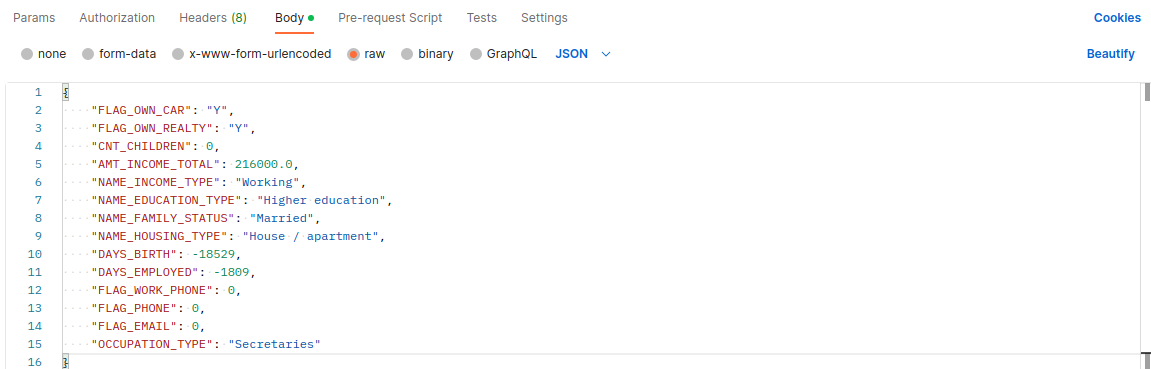 Params Authorization Headers (8) Body Pre-request Script Tests Settings Cookies
none form-data x-www-form-urlencoded raw binary GraphQL JSON Beautify
1 {
2 "FLAG_OWN_CAR": "Y",
3 "FLAG_OWN_REALTY": "Y",
4 "CNT_CHILDREN": 0,
5 "AMT_INCOME_TOTAL": 216000.0,
6 "NAME_INCOME_TYPE": "Working",
7 "NAME_EDUCATION_TYPE": "Higher education",
8 "NAME_FAMILY_STATUS": "Married",
9 "NAME_HOUSING_TYPE": "House / apartment",
10 "DAYS_BIRTH": -18529,
11 "DAYS_EMPLOYED": -1809,
12 "FLAG_WORK_PHONE": 0,
13 "FLAG_PHONE": 0,
14 "FLAG_EMAIL": 0,
15 "OCCUPATION_TYPE": "Secretaries"
16 }